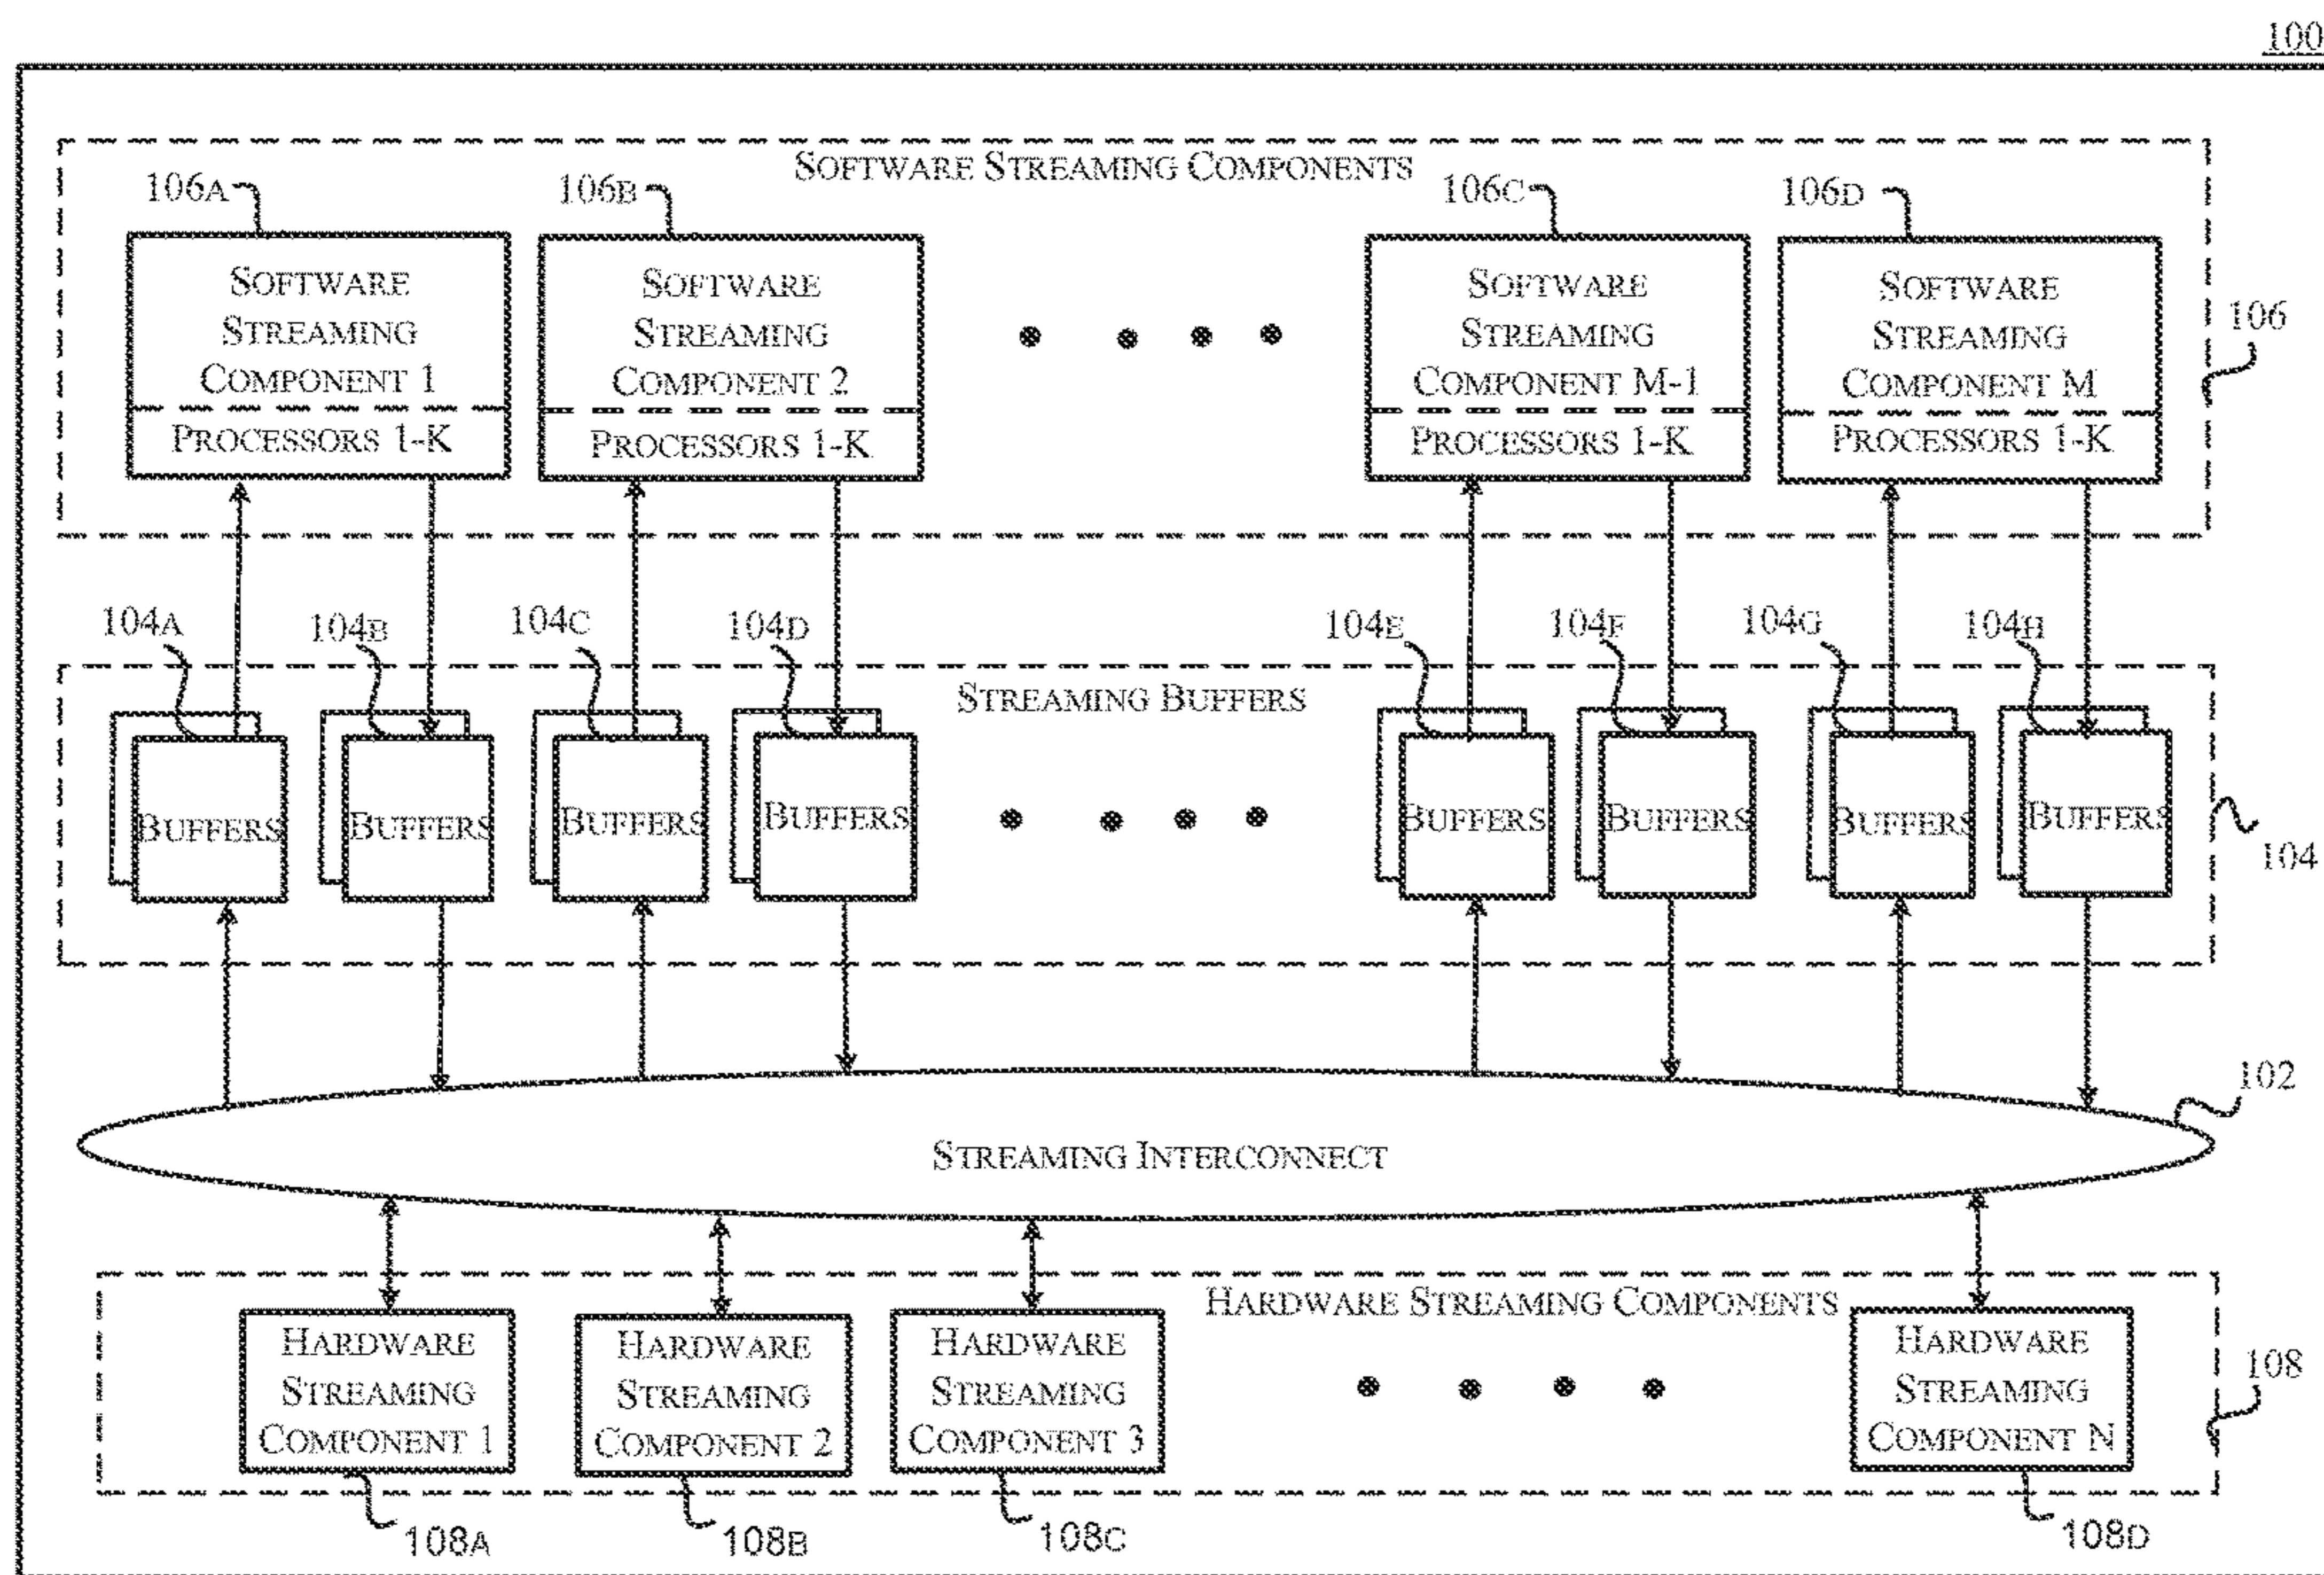 100
SOFTWARE STREAMING COMPONENTS
106A
106B
106C
106D
SOFTWARE
STREAMING
COMPONENT 1
PROCESSORS 1-K
SOFTWARE
STREAMING
COMPONENT 2
PROCESSORS 1-K
SOFTWARE
STREAMING
COMPONENT M-1
PROCESSORS 1-K
SOFTWARE
STREAMING
COMPONENT M
PROCESSORS 1-K
106
104A
104B
104C
104D
104E
104F
104G
104H
STREAMING BUFFERS
BUFFERS
BUFFERS
BUFFERS
BUFFERS
BUFFERS
BUFFERS
BUFFERS
BUFFERS
104
102
STREAMING INTERCONNECT
HARDWARE STREAMING COMPONENTS
HARDWARE
STREAMING
COMPONENT 1
HARDWARE
STREAMING
COMPONENT 2
HARDWARE
STREAMING
COMPONENT 3
HARDWARE
STREAMING
COMPONENT N
108
108A
108B
108C
108D